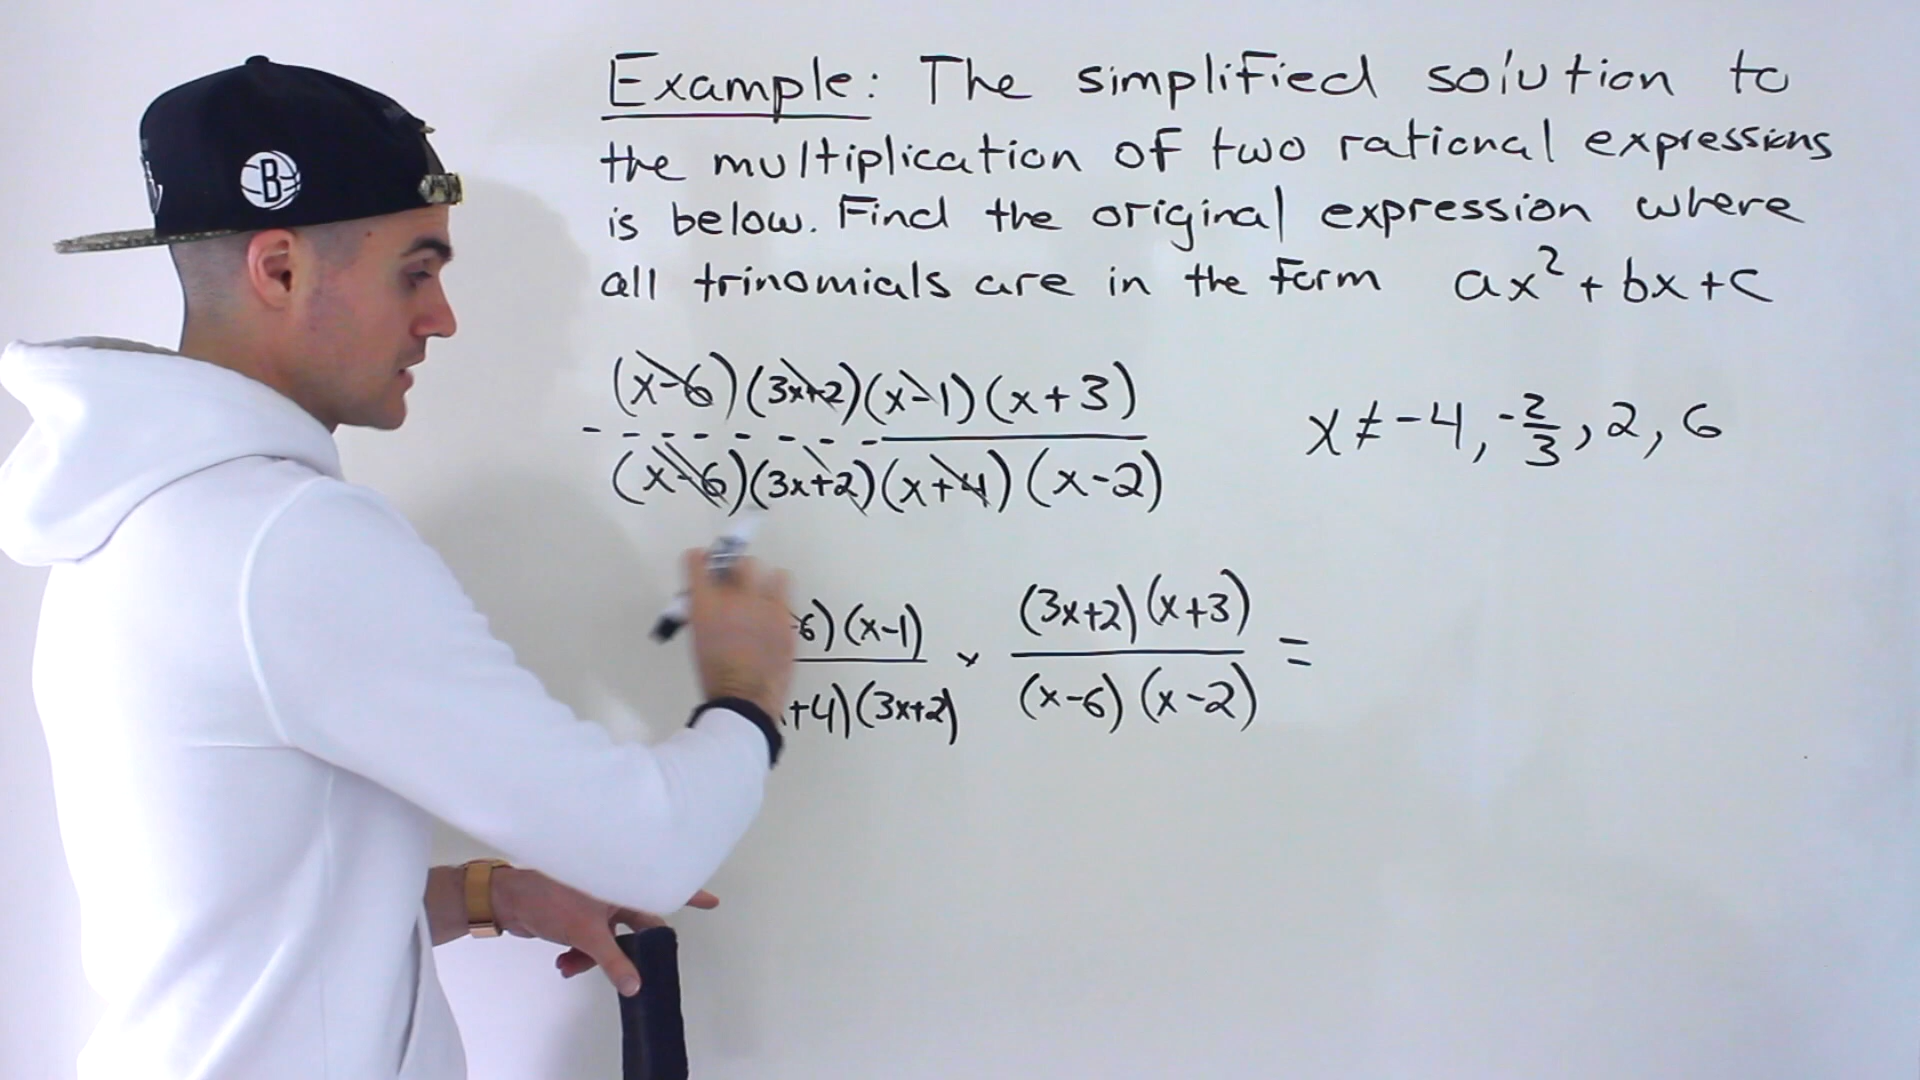 Example: The simplified solution to
the multiplication of two rational expressions
is below. Find the original expression where
all trinomials are in the form ax² + bx + c
(x-6)(3x+2)(x-1)(x+3)
(x-6)(3x+2)(x+4)(x-2)
x ≠ -4, -2/3, 2, 6
6)(x-1) × (3x+2)(x+3) =
+4)(3x+2) (x-6)(x-2)
B